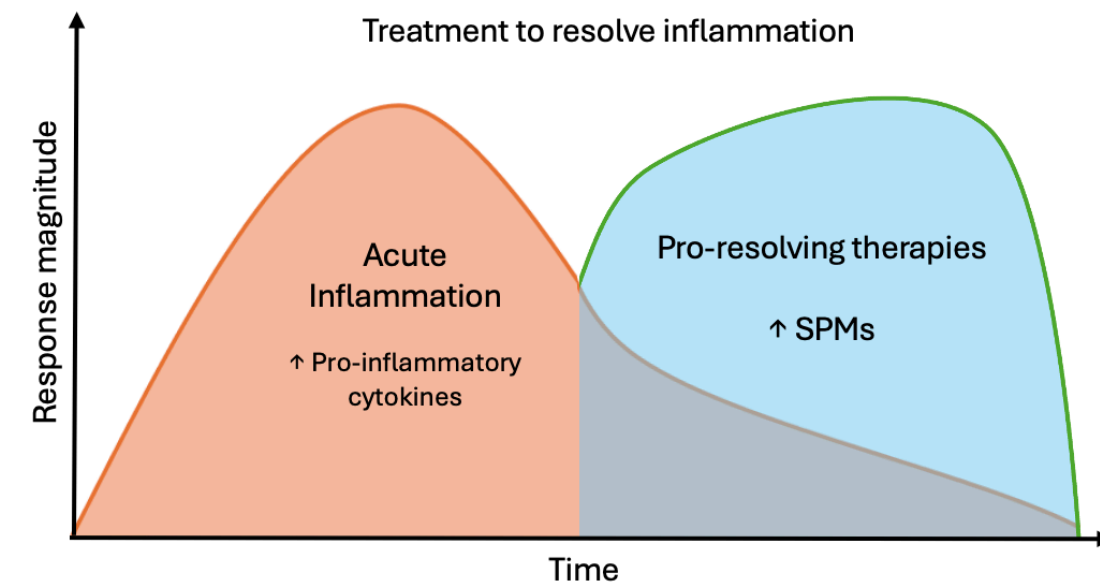 Treatment to resolve inflammation
Response magnitude
Acute
Inflammation
↑ Pro-inflammatory
cytokines
Pro-resolving therapies
↑ SPMs
Time